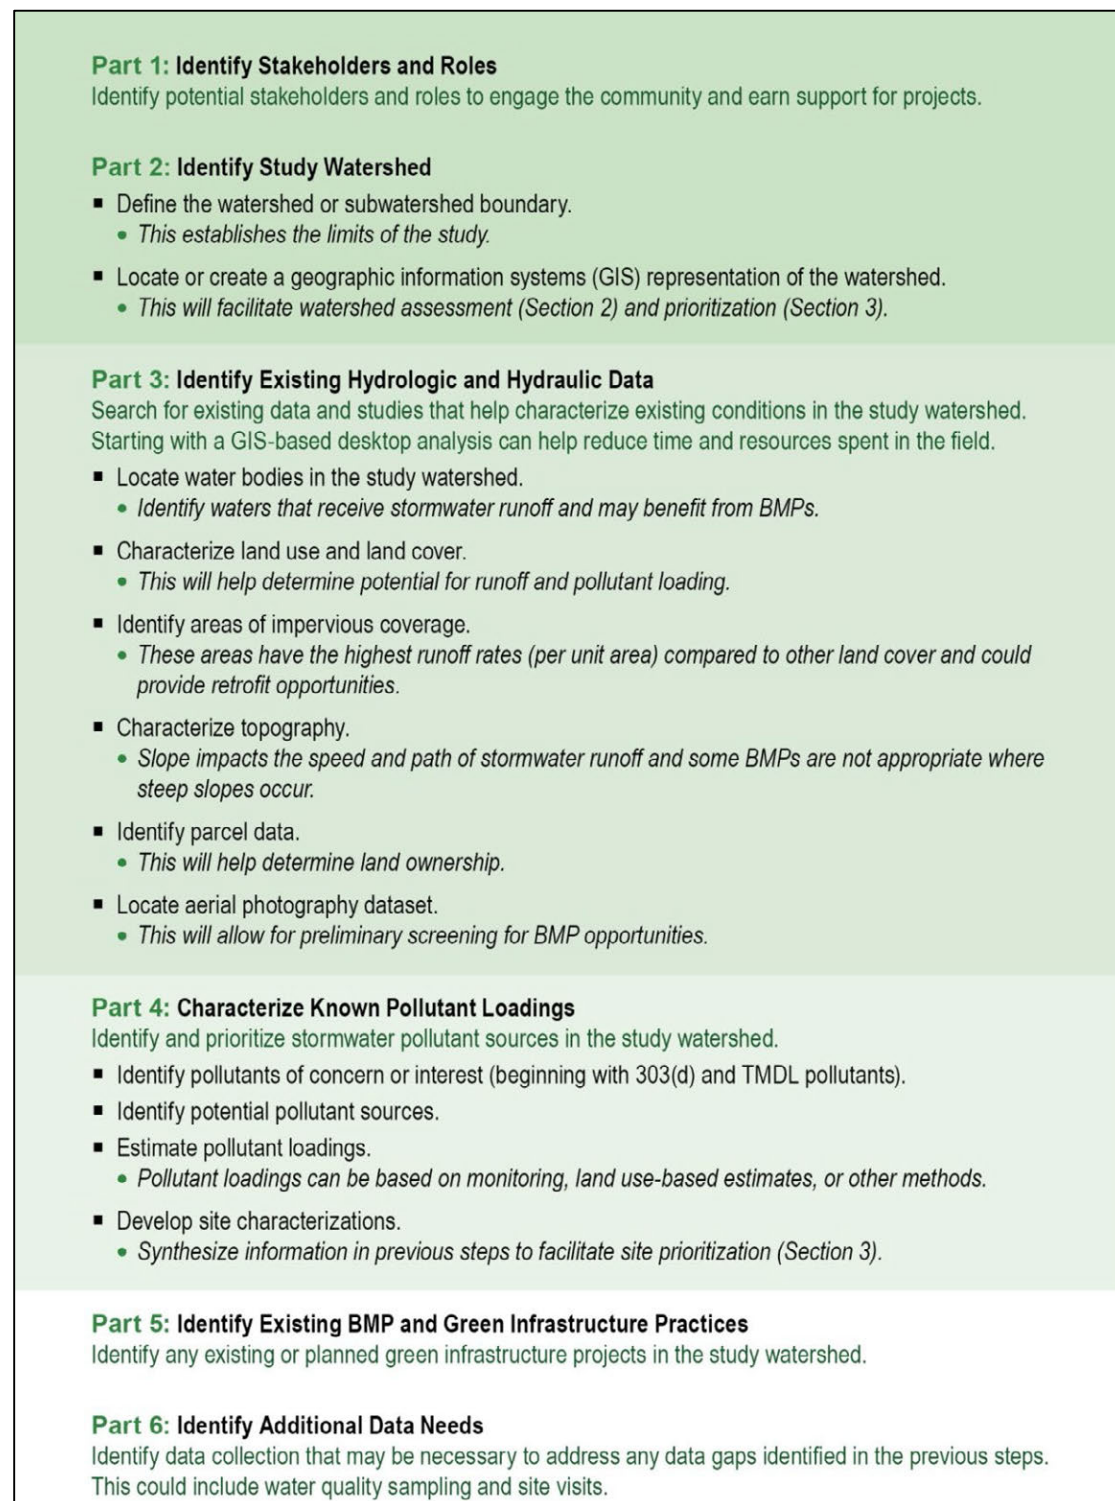 Part 1: Identify Stakeholders and Roles
Identify potential stakeholders and roles to engage the community and earn support for projects.
Part 2: Identify Study Watershed
▪ Define the watershed or subwatershed boundary.
• This establishes the limits of the study.
▪ Locate or create a geographic information systems (GIS) representation of the watershed.
• This will facilitate watershed assessment (Section 2) and prioritization (Section 3).
Part 3: Identify Existing Hydrologic and Hydraulic Data
Search for existing data and studies that help characterize existing conditions in the study watershed.
Starting with a GIS-based desktop analysis can help reduce time and resources spent in the field.
▪ Locate water bodies in the study watershed.
• Identify waters that receive stormwater runoff and may benefit from BMPs.
▪ Characterize land use and land cover.
• This will help determine potential for runoff and pollutant loading.
▪ Identify areas of impervious coverage.
• These areas have the highest runoff rates (per unit area) compared to other land cover and could
provide retrofit opportunities.
▪ Characterize topography.
• Slope impacts the speed and path of stormwater runoff and some BMPs are not appropriate where
steep slopes occur.
▪ Identify parcel data.
• This will help determine land ownership.
▪ Locate aerial photography dataset.
• This will allow for preliminary screening for BMP opportunities.
Part 4: Characterize Known Pollutant Loadings
Identify and prioritize stormwater pollutant sources in the study watershed.
▪ Identify pollutants of concern or interest (beginning with 303(d) and TMDL pollutants).
▪ Identify potential pollutant sources.
▪ Estimate pollutant loadings.
• Pollutant loadings can be based on monitoring, land use-based estimates, or other methods.
▪ Develop site characterizations.
• Synthesize information in previous steps to facilitate site prioritization (Section 3).
Part 5: Identify Existing BMP and Green Infrastructure Practices
Identify any existing or planned green infrastructure projects in the study watershed.
Part 6: Identify Additional Data Needs
Identify data collection that may be necessary to address any data gaps identified in the previous steps.
This could include water quality sampling and site visits.